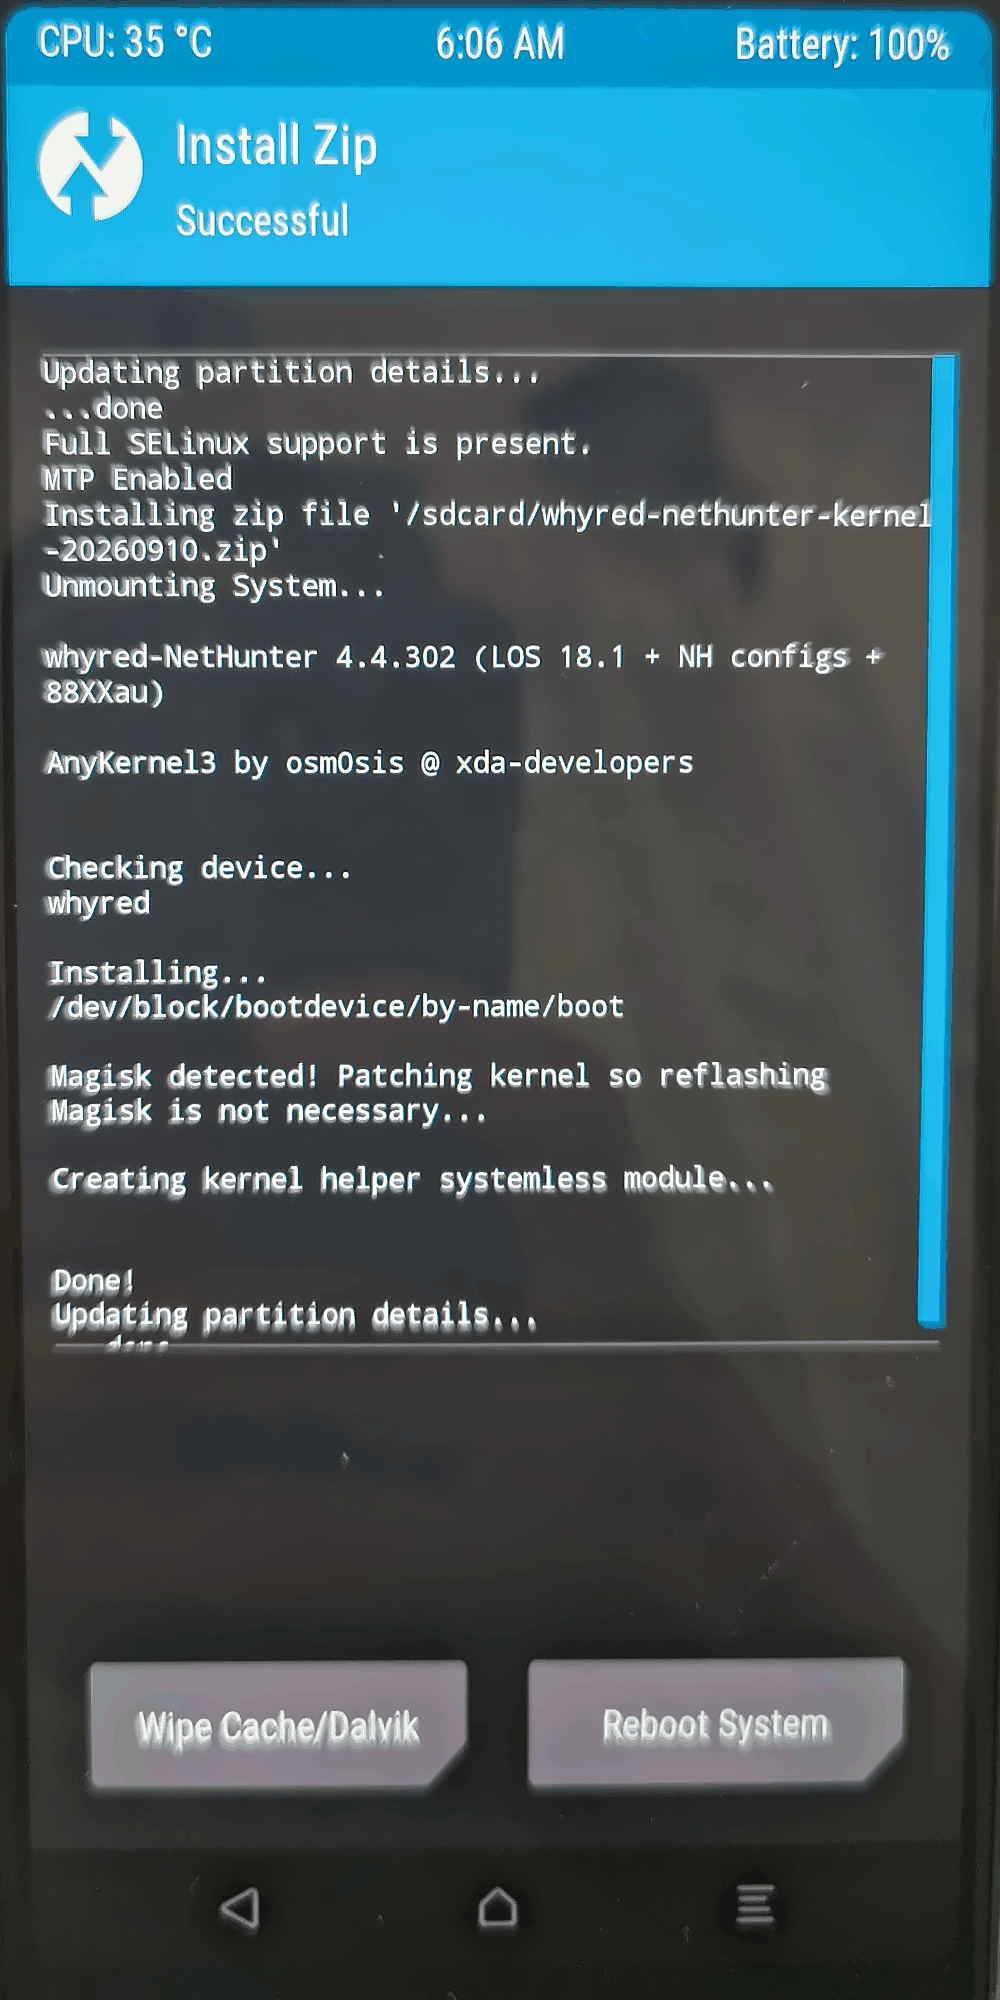 CPU: 35 °C 6:06 AM Battery: 100%
Install Zip
Successful
Updating partition details...
...done
Full SELinux support is present.
MTP Enabled
Installing zip file '/sdcard/whyred-nethunter-kernel
-20260910.zip'
Unmounting System...
whyred-NetHunter 4.4.302 (LOS 18.1 + NH configs +
88XXau)
AnyKernel3 by osm0sis @ xda-developers
Checking device...
whyred
Installing...
/dev/block/bootdevice/by-name/boot
Magisk detected! Patching kernel so reflashing
Magisk is not necessary...
Creating kernel helper systemless module...
Done!
Updating partition details...
...done
Wipe Cache/Dalvik
Reboot System